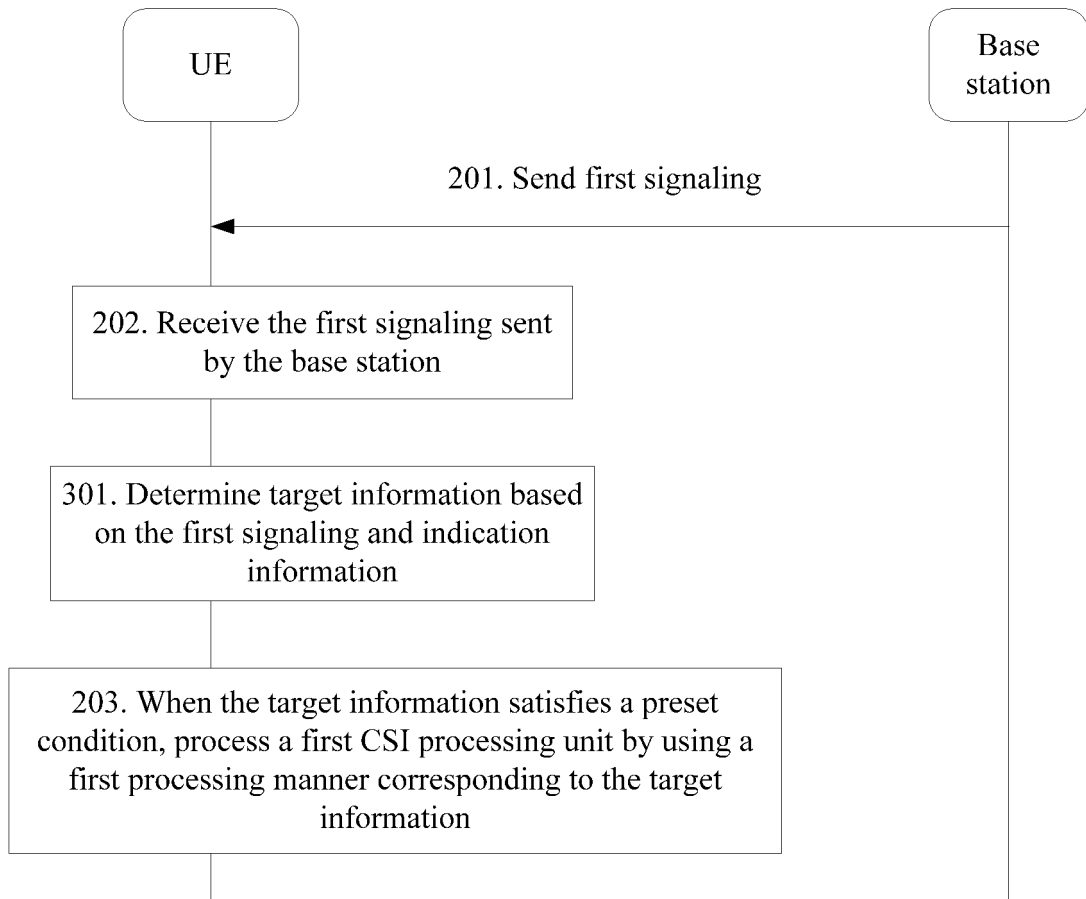 UE
Base
station
201. Send first signaling
202. Receive the first signaling sent
by the base station
301. Determine target information based
on the first signaling and indication
information
203. When the target information satisfies a preset
condition, process a first CSI processing unit by using a
first processing manner corresponding to the target
information